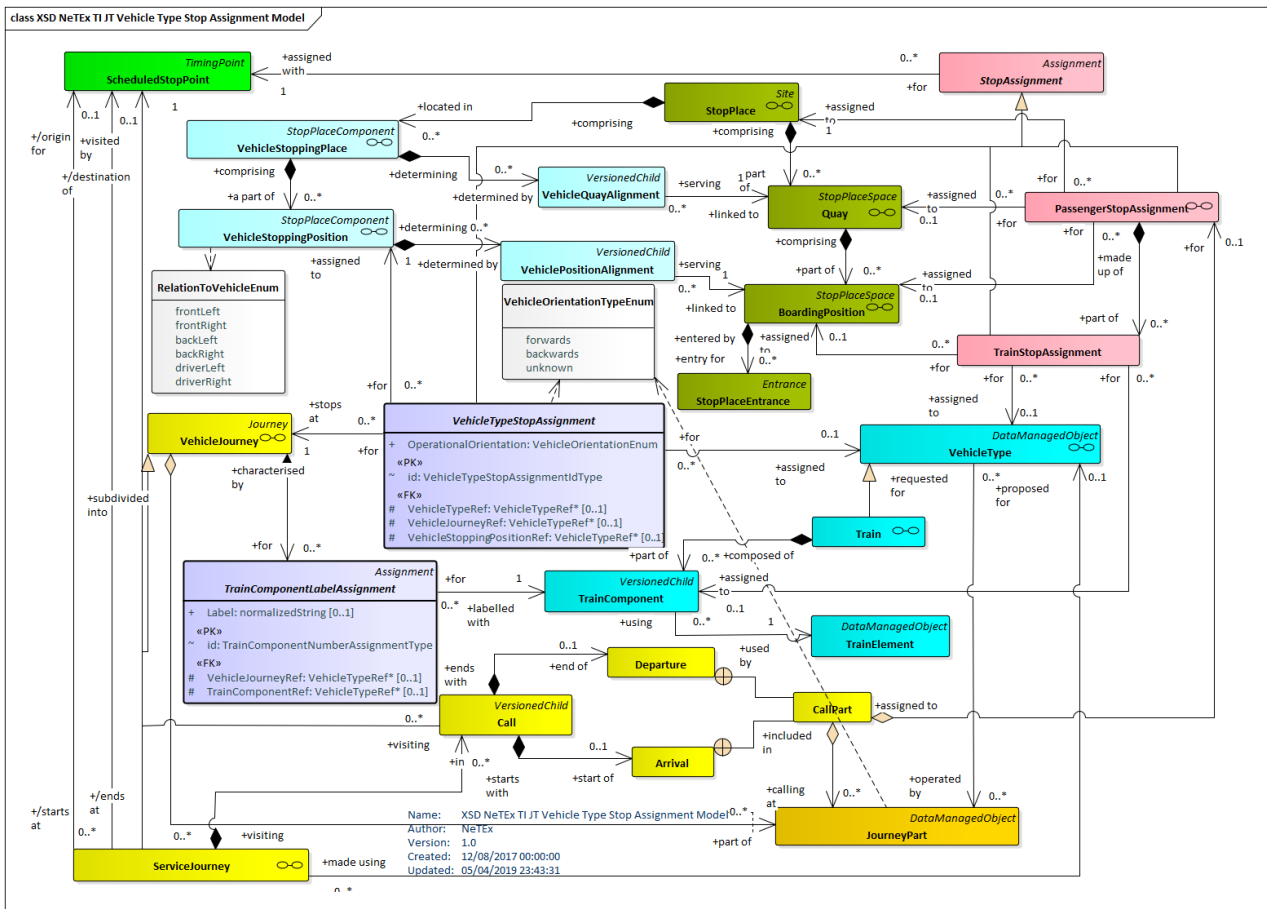 class XSD NeTEx TI JT Vehicle Type Stop Assignment Model
TimingPoint
ScheduledStopPoint
+assigned
with
1
0..*
+for
Assignment
StopAssignment
0..1
0..1
1
+/origin
for
+visited
by
+/destination
of
+located in
0..*
+comprising
Site
StopPlace
+comprising
+assigned
to
1
StopPlaceComponent
VehicleStoppingPlace
+comprising
+a part of
0..*
+determining
0..*
+determined by
VersionedChild
VehicleQuayAlignment
+serving
0..*
+linked to
1
part
of
0..*
StopPlaceSpace
Quay
+comprising
+part of
0..*
+assigned
to
0..1
+for
0..*
+for
PassengerStopAssignment
+for
0..1
+for
0..*
+made
up of
+part of
0..*
StopPlaceComponent
VehicleStoppingPosition
+assigned
to
1
+determining
0..*
+determined by
VersionedChild
VehiclePositionAlignment
+serving
1
0..*
+linked to
StopPlaceSpace
BoardingPosition
+assigned
to
0..1
+entered by
+entry for
+assigned
to
0..*
0..1
+for
0..*
TrainStopAssignment
+for
0..*
+for
0..*
RelationToVehicleEnum
frontLeft
frontRight
backLeft
backRight
driverLeft
driverRight
VehicleOrientationTypeEnum
forwards
backwards
unknown
Entrance
StopPlaceEntrance
+for
0..*
+assigned
to
0..1
Journey
VehicleJourney
+stops
at
0..*
1
+for
+characterised
by
VehicleTypeStopAssignment
+ OperationalOrientation: VehicleOrientationEnum
«PK»
~ id: VehicleTypeStopAssignmentIdType
«FK»
# VehicleTypeRef: VehicleTypeRef* [0..1]
# VehicleJourneyRef: VehicleTypeRef* [0..1]
# VehicleStoppingPositionRef: VehicleTypeRef* [0..1]
+for
0..*
0..1
+assigned
to
DataManagedObject
VehicleType
+requested
for
0..*
+proposed
for
0..1
Train
+subdivided
into
+for
0..*
+part of
0..*
+composed of
Assignment
TrainComponentLabelAssignment
+ Label: normalizedString [0..1]
«PK»
~ id: TrainComponentNumberAssignmentType
«FK»
# VehicleJourneyRef: VehicleTypeRef* [0..1]
# TrainComponentRef: VehicleTypeRef* [0..1]
+for
1
0..*
+labelled
with
VersionedChild
TrainComponent
+assigned
to
0..1
+using
0..*
1
DataManagedObject
TrainElement
+ends
with
0..1
+end of
Departure
+used
by
VersionedChild
Call
0..*
+visiting
+in
+starts
with
0..1
+start of
Arrival
CallPart
+assigned to
+included
in
+calling
at
0..*
+operated
by
0..*
+/starts
at
0..*
+/ends
at
0..*
+visiting
0..*
+part of
DataManagedObject
JourneyPart
ServiceJourney
+made using
0..*
Name: XSD NeTEx TI JT Vehicle Type Stop Assignment Model
Author: NeTEx
Version: 1.0
Created: 12/08/2017 00:00:00
Updated: 05/04/2019 23:43:31